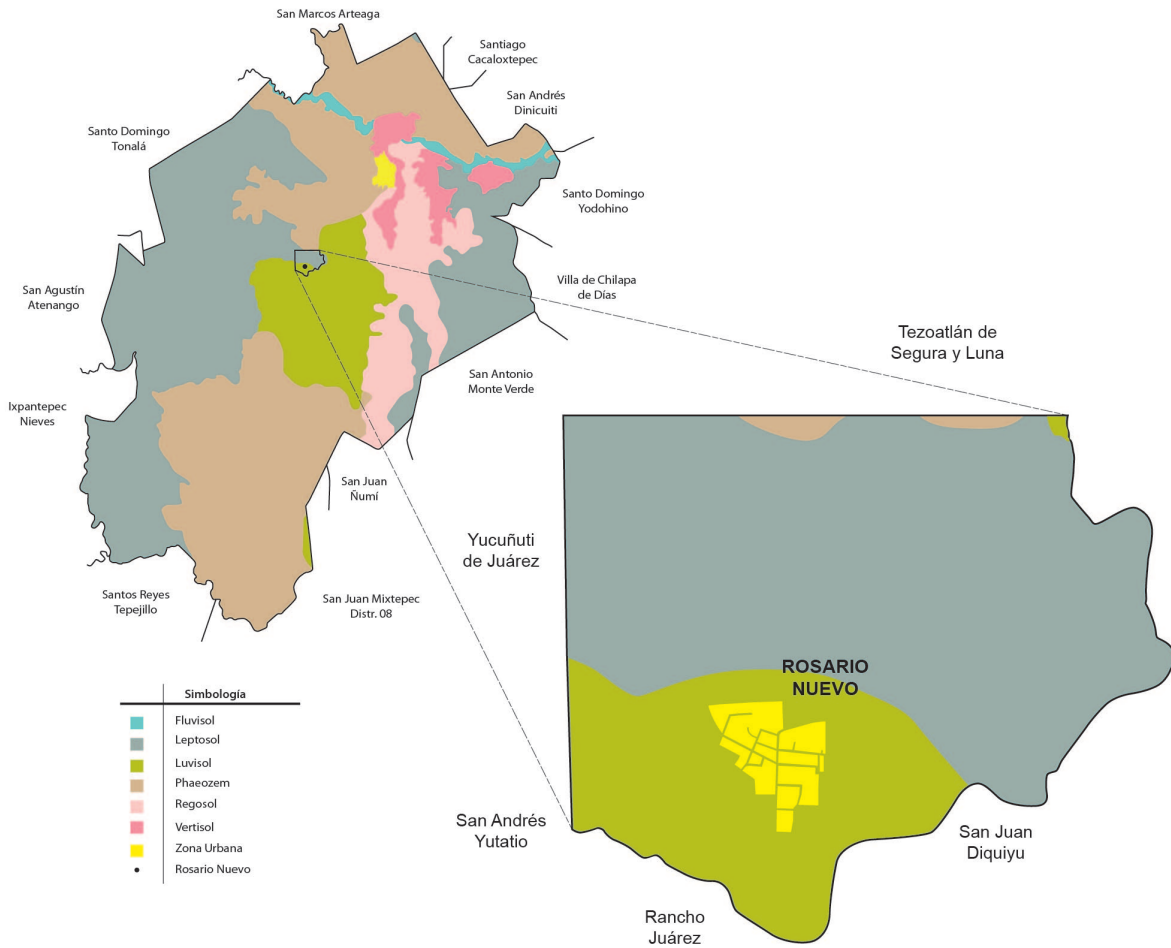 San Marcos Arteaga
Santiago
Cacaloxtepec
San Andrés
Dinicuiti
Santo Domingo
Tonalá
Santo Domingo
Yodohino
San Agustín
Atenango
Villa de Chilapa
de Días
Ixpantepec
Nieves
San Antonio
Monte Verde
San Juan
Ñumí
Santos Reyes
Tepejillo
San Juan Mixtepec
Distr. 08
Tezoatlán de
Segura y Luna
Yucuñuti
de Juárez
ROSARIO
NUEVO
San Andrés
Yutatio
San Juan
Diquiyu
Rancho
Juárez
Simbología
Fluvisol
Leptosol
Luvisol
Phaeozem
Regosol
Vertisol
Zona Urbana
Rosario Nuevo